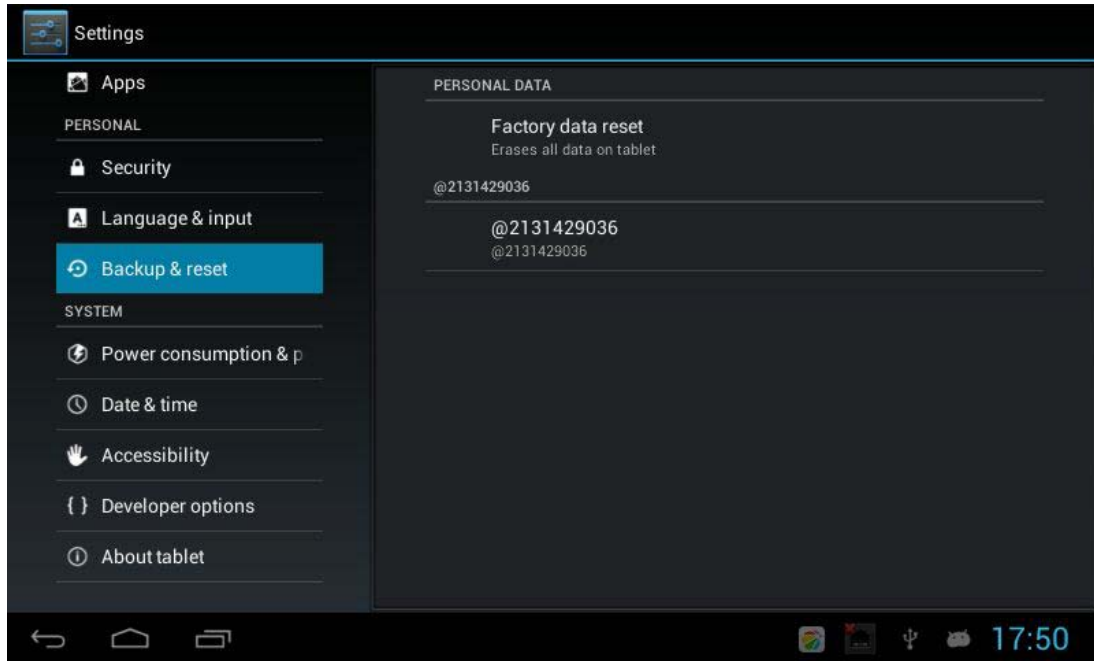 Settings
Apps
PERSONAL
Security
Language & input
Backup & reset
SYSTEM
Power consumption & p
Date & time
Accessibility
{ } Developer options
About tablet
PERSONAL DATA
Factory data reset
Erases all data on tablet
@2131429036
@2131429036
@2131429036
17:50